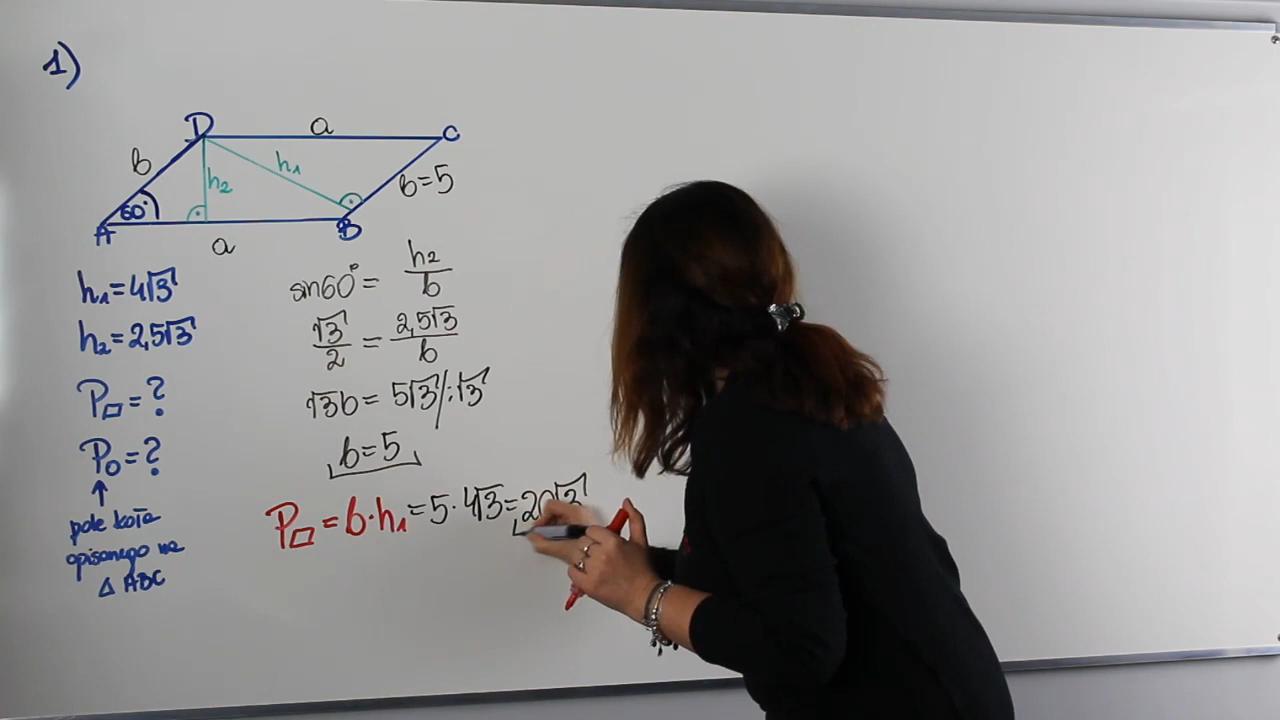 1)
D
a
C
b
h₁
h₂
b=5
60°
A
B
a
h₁=4√3
h₂=2,5√3
P▱=?
P○=?
↑
pole koła
opisanego na
△ ABC
sin60°= h₂/b
√3/2 = 2,5√3/b
√3b = 5√3 /:√3
b=5
P▱ = b·h₁ = 5·4√3 = 20√3